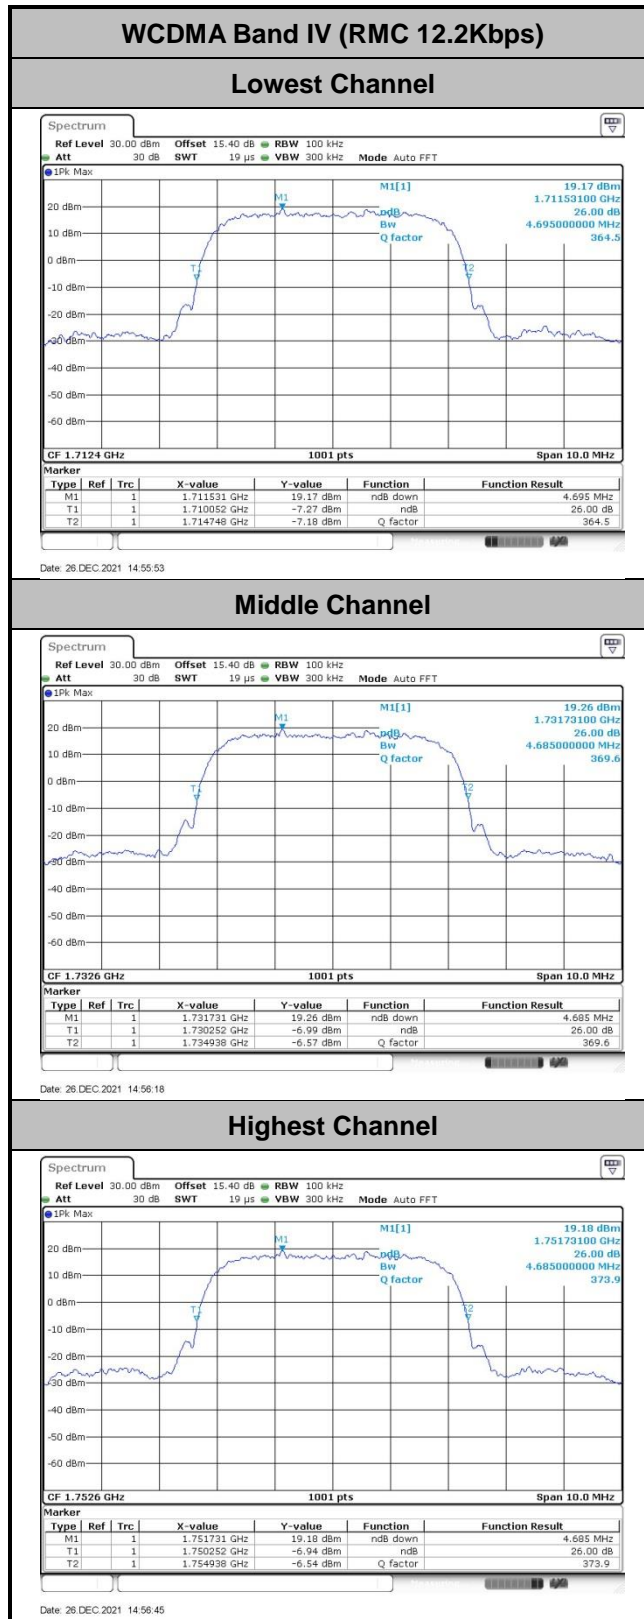 WCDMA Band IV (RMC 12.2Kbps)
Lowest Channel
Spectrum
Ref Level 30.00 dBm Offset 15.40 dB RBW 100 kHz
Att 30 dB SWT 19 µs VBW 300 kHz Mode Auto FFT
1Pk Max
M1[1] 19.17 dBm
1.71153100 GHz
ndB 26.00 dB
Bw 4.695000000 MHz
Q factor 364.5
M1
20 dBm
10 dBm
0 dBm
T1 T2
-10 dBm
-20 dBm
-30 dBm
-40 dBm
-50 dBm
-60 dBm
CF 1.7124 GHz 1001 pts Span 10.0 MHz
Marker
Type Ref Trc X-value Y-value Function Function Result
M1 1 1.711531 GHz 19.17 dBm ndB down 4.695 MHz
T1 1 1.710052 GHz -7.27 dBm ndB 26.00 dB
T2 1 1.714748 GHz -7.18 dBm Q factor 364.5
Date: 26.DEC.2021 14:55:53
Middle Channel
Spectrum
Ref Level 30.00 dBm Offset 15.40 dB RBW 100 kHz
Att 30 dB SWT 19 µs VBW 300 kHz Mode Auto FFT
1Pk Max
M1[1] 19.26 dBm
1.73173100 GHz
ndB 26.00 dB
Bw 4.685000000 MHz
Q factor 369.6
M1
20 dBm
10 dBm
0 dBm
T1 T2
-10 dBm
-20 dBm
-30 dBm
-40 dBm
-50 dBm
-60 dBm
CF 1.7326 GHz 1001 pts Span 10.0 MHz
Marker
Type Ref Trc X-value Y-value Function Function Result
M1 1 1.731731 GHz 19.26 dBm ndB down 4.685 MHz
T1 1 1.730252 GHz -6.99 dBm ndB 26.00 dB
T2 1 1.734938 GHz -6.57 dBm Q factor 369.6
Date: 26.DEC.2021 14:56:18
Highest Channel
Spectrum
Ref Level 30.00 dBm Offset 15.40 dB RBW 100 kHz
Att 30 dB SWT 19 µs VBW 300 kHz Mode Auto FFT
1Pk Max
M1[1] 19.18 dBm
1.75173100 GHz
ndB 26.00 dB
Bw 4.685000000 MHz
Q factor 373.9
M1
20 dBm
10 dBm
0 dBm
T1 T2
-10 dBm
-20 dBm
-30 dBm
-40 dBm
-50 dBm
-60 dBm
CF 1.7526 GHz 1001 pts Span 10.0 MHz
Marker
Type Ref Trc X-value Y-value Function Function Result
M1 1 1.751731 GHz 19.18 dBm ndB down 4.685 MHz
T1 1 1.750252 GHz -6.94 dBm ndB 26.00 dB
T2 1 1.754938 GHz -6.54 dBm Q factor 373.9
Date: 26.DEC.2021 14:56:45